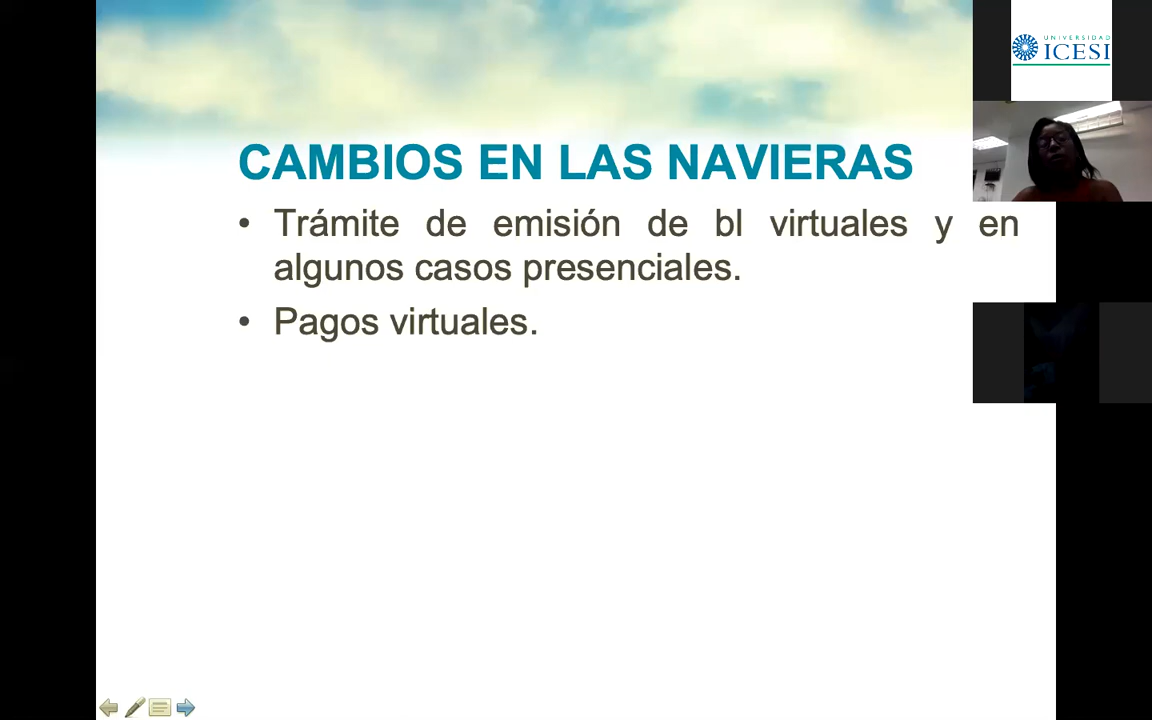 UNIVERSIDAD
ICESI
CAMBIOS EN LAS NAVIERAS
• Trámite de emisión de bl virtuales y en
algunos casos presenciales.
• Pagos virtuales.